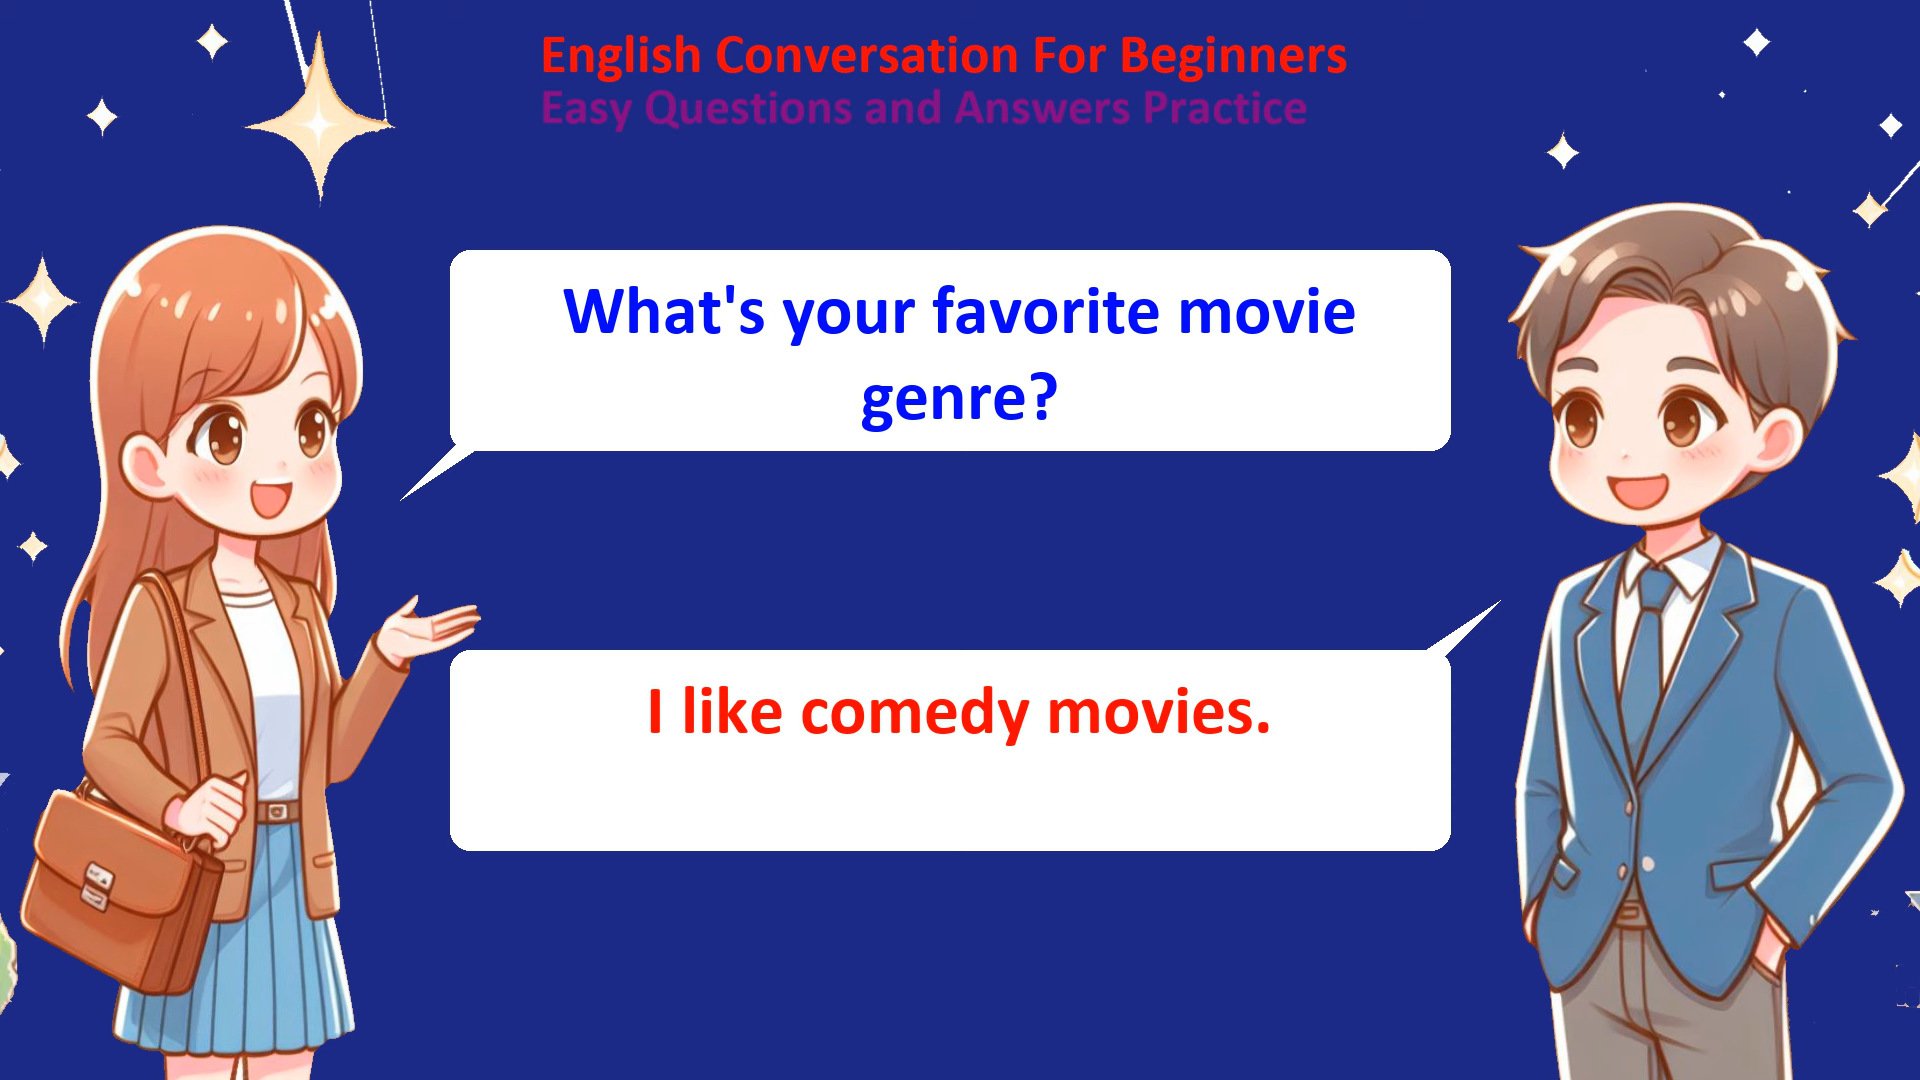 English Conversation For Beginners
Easy Questions and Answers Practice
What's your favorite movie
genre?
I like comedy movies.